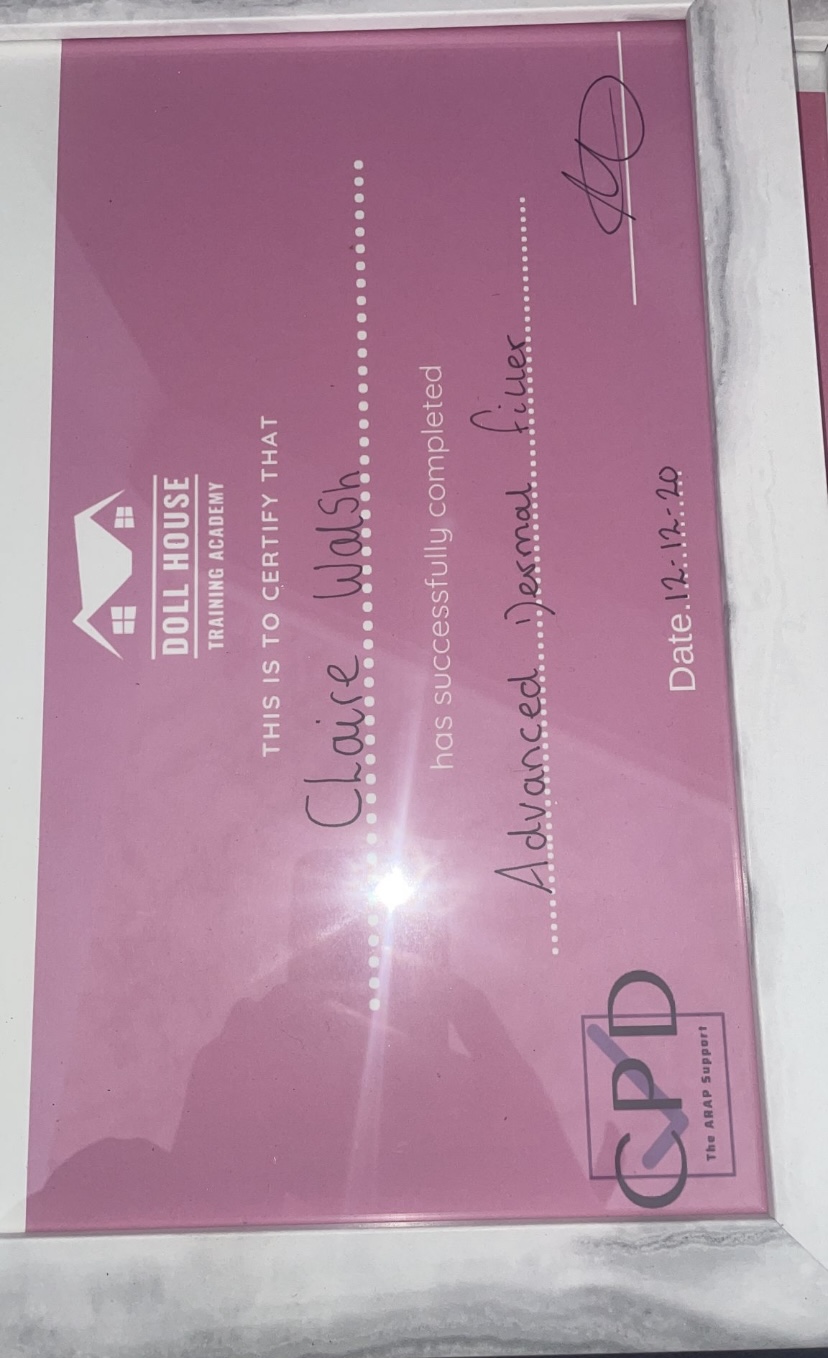 DOLL HOUSE
TRAINING ACADEMY
THIS IS TO CERTIFY THAT
Claire Walsh
has successfully completed
Advanced Dermal filler
Date 12-12-20
CPD
The ARAP Support